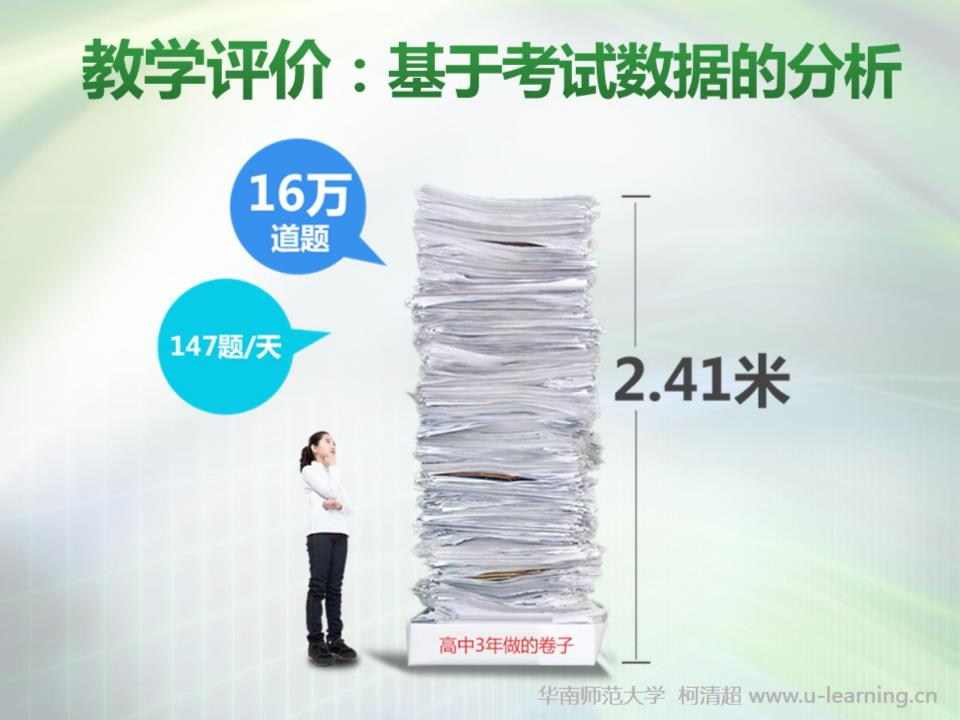 教学评价：基于考试数据的分析
16万
道题
147题/天
2.41米
高中3年做的卷子
华南师范大学 柯清超 www.u-learning.cn